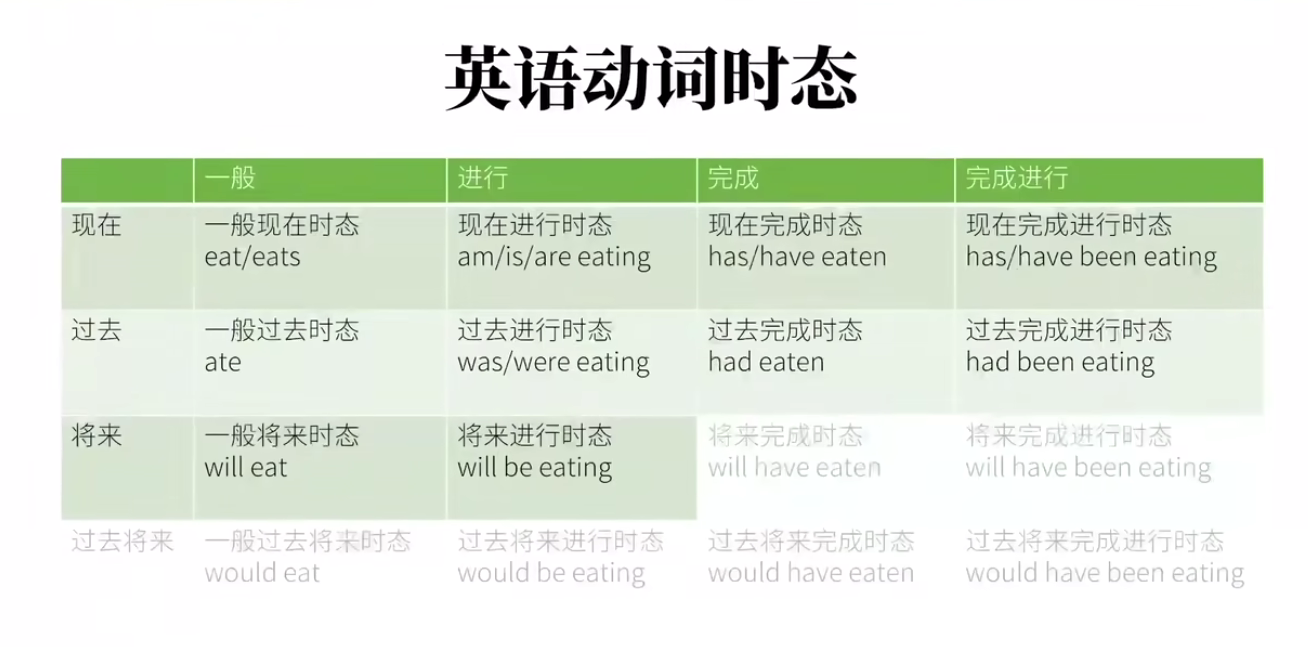 英语动词时态
一般
进行
完成
完成进行
现在
一般现在时态
eat/eats
现在进行时态
am/is/are eating
现在完成时态
has/have eaten
现在完成进行时态
has/have been eating
过去
一般过去时态
ate
过去进行时态
was/were eating
过去完成时态
had eaten
过去完成进行时态
had been eating
将来
一般将来时态
will eat
将来进行时态
will be eating
将来完成时态
will have eaten
将来完成进行时态
will have been eating
过去将来
一般过去将来时态
would eat
过去将来进行时态
would be eating
过去将来完成时态
would have eaten
过去将来完成进行时态
would have been eating